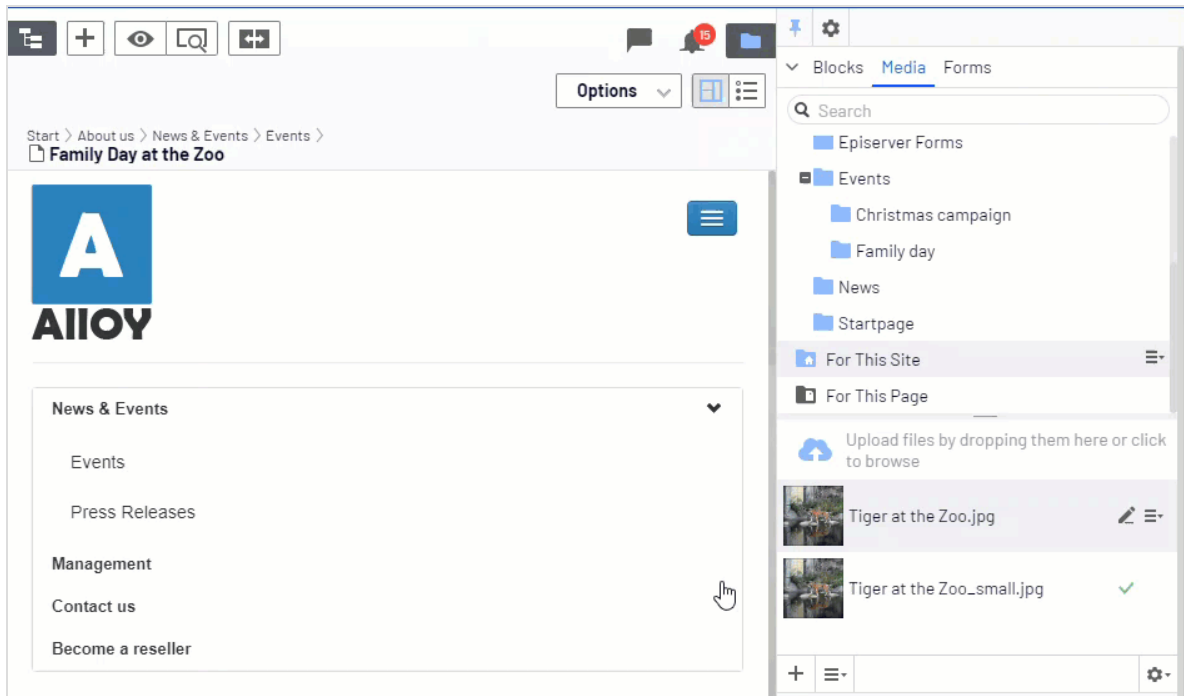 15
Options
Start > About us > News & Events > Events >
Family Day at the Zoo
A
AllOY
News & Events
Events
Press Releases
Management
Contact us
Become a reseller
Blocks Media Forms
Search
Episerver Forms
Events
Christmas campaign
Family day
News
Startpage
For This Site
For This Page
Upload files by dropping them here or click
to browse
Tiger at the Zoo.jpg
Tiger at the Zoo_small.jpg